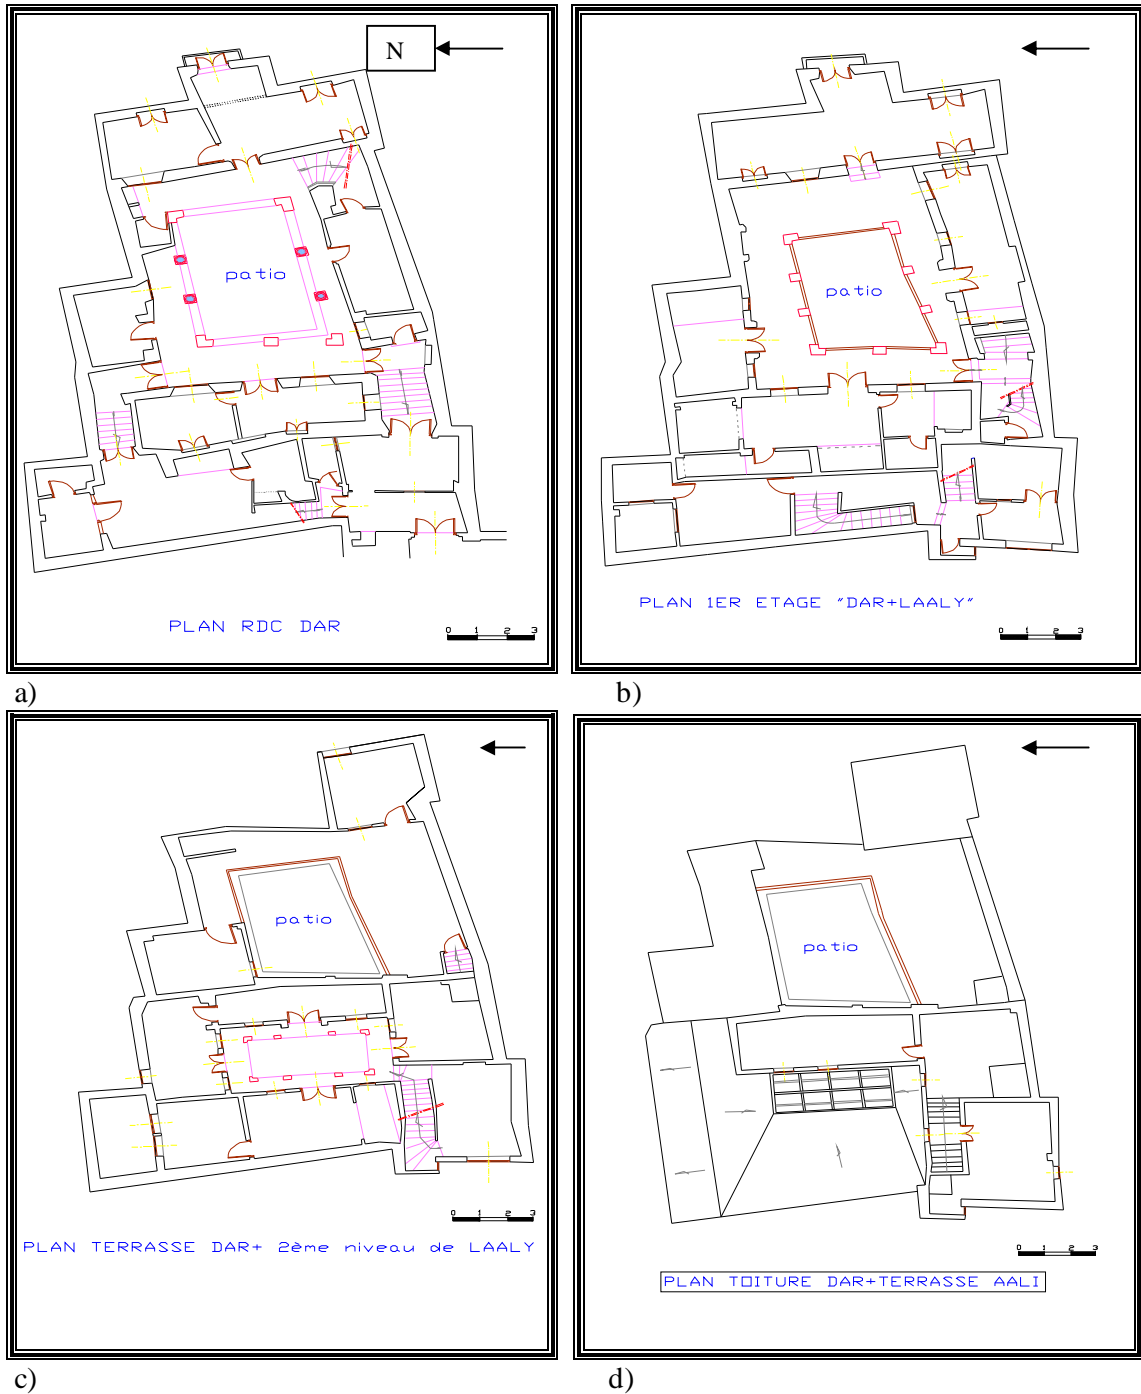 N
patio
PLAN RDC DAR
0 1 2 3
a)
patio
PLAN 1ER ETAGE "DAR+LAALY"
0 1 2 3
b)
patio
PLAN TERRASSE DAR+ 2ème niveau de LAALY
0 1 2 3
c)
patio
PLAN TOITURE DAR+TERRASSE AALI
0 1 2 3
d)